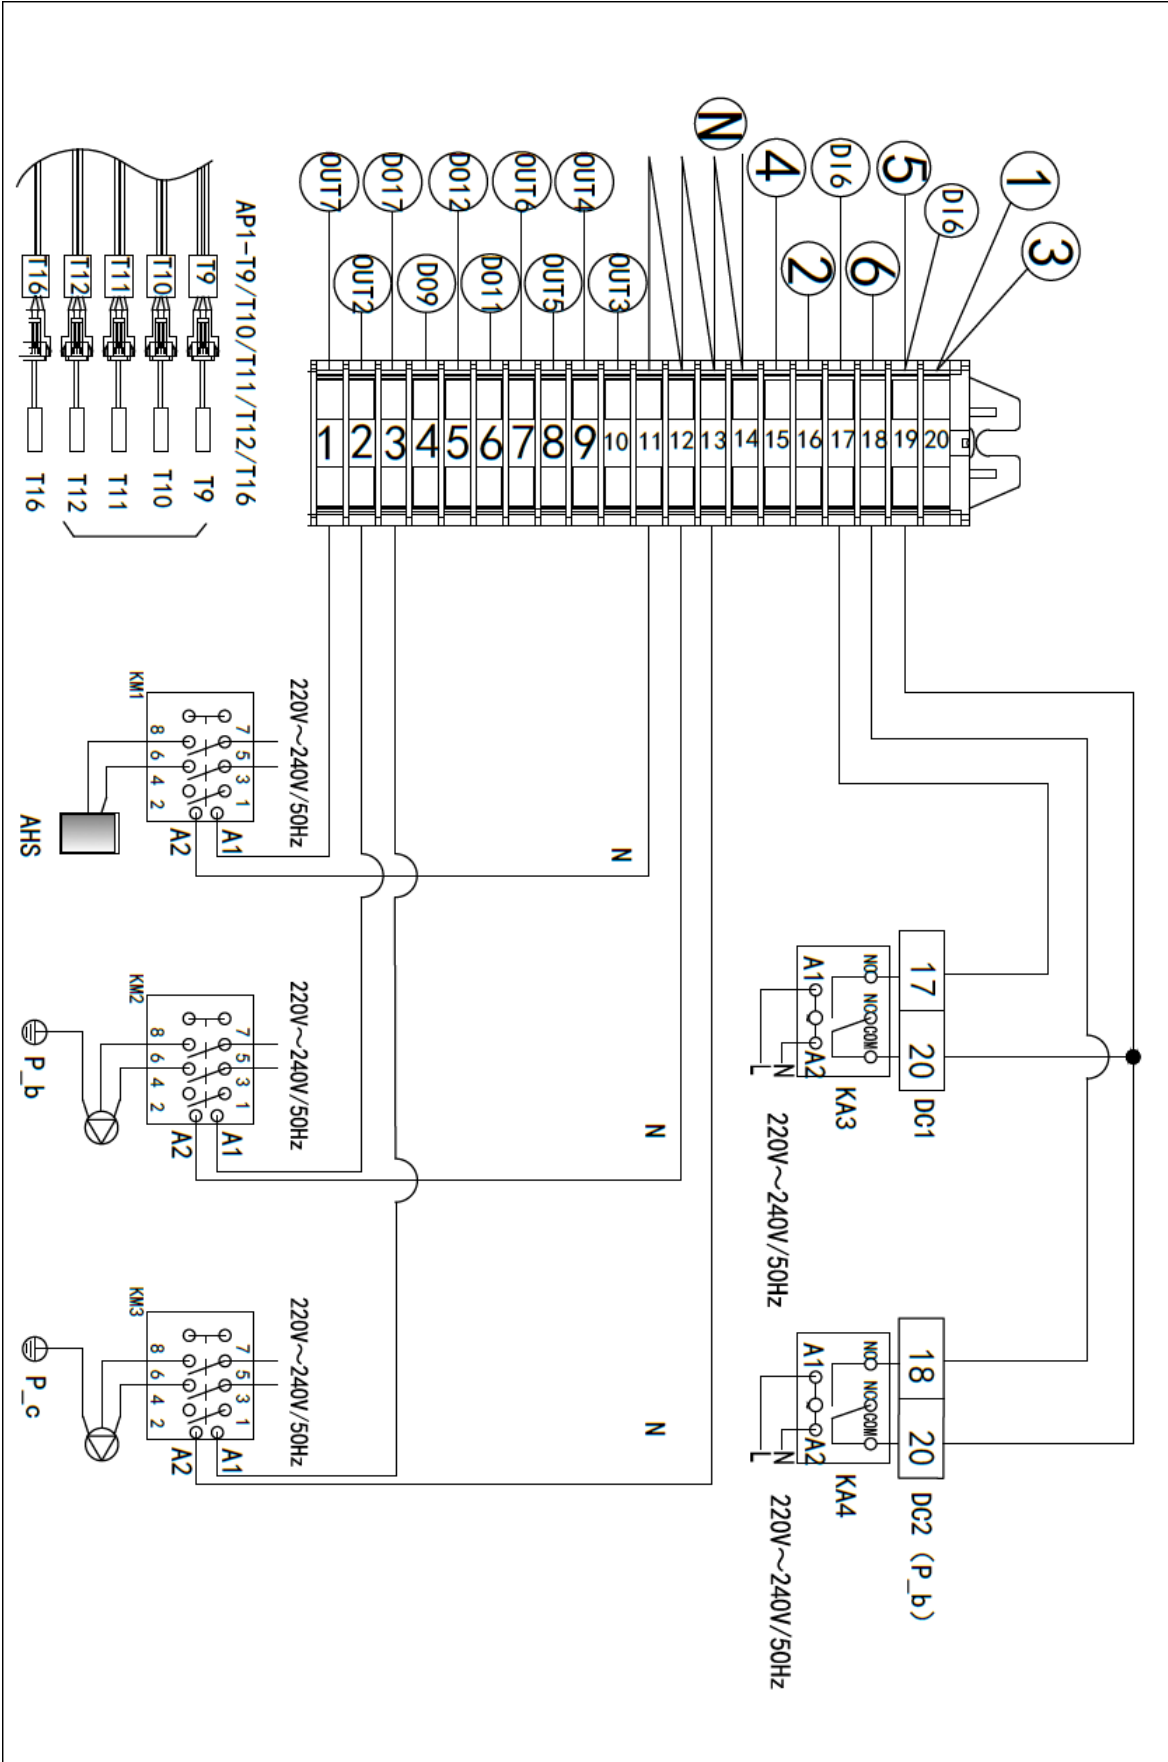 3
1
DI6
5
6
DI6
2
4
N
OUT3
OUT4
OUT5
OUT6
DO11
DO12
DO9
DO17
OUT2
OUT7
20
19
18
17
16
15
14
13
12
11
10
9
8
7
6
5
4
3
2
1
17 20 DC1
NO NO COM
A1 A2 KA3
N
L
220V~240V/50Hz
18 20 DC2 (P_b)
NO NO COM
A1 A2 KA4
N
L
220V~240V/50Hz
N
N
N
220V~240V/50Hz
7 5 3 1 A1
8 6 4 2 A2
KM1
AHS
220V~240V/50Hz
7 5 3 1 A1
8 6 4 2 A2
KM2
P_b
220V~240V/50Hz
7 5 3 1 A1
8 6 4 2 A2
KM3
P_c
AP1-T9/T10/T11/T12/T16
T9 T9
T10 T10
T11 T11
T12 T12
T16 T16